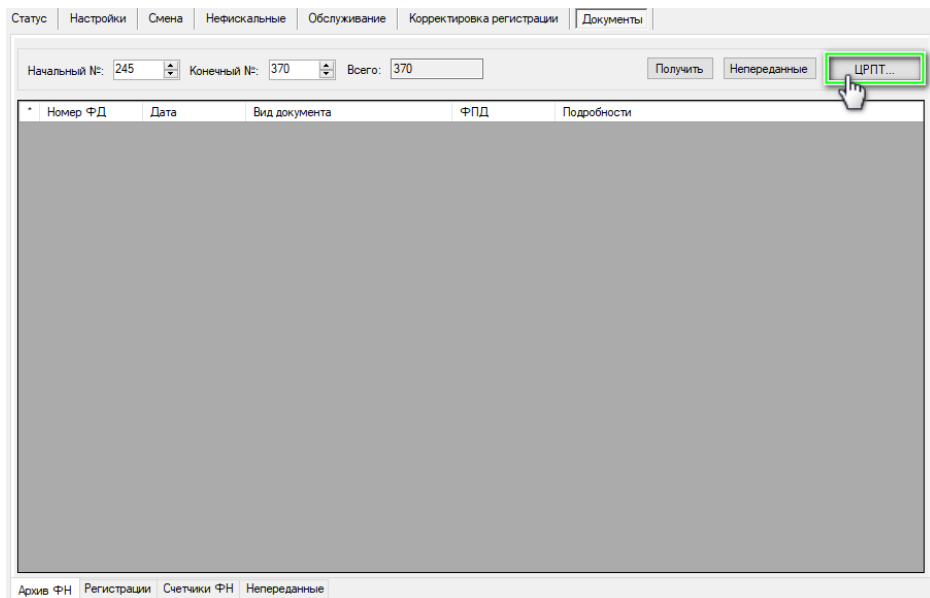 Статус Настройки Смена Нефискальные Обслуживание Корректировка регистрации Документы
Начальный №: 245 Конечный №: 370 Всего: 370 Получить Непереданные ЦРПТ...
Номер ФД Дата Вид документа ФПД Подробности
Архив ФН Регистрации Счетчики ФН Непереданные